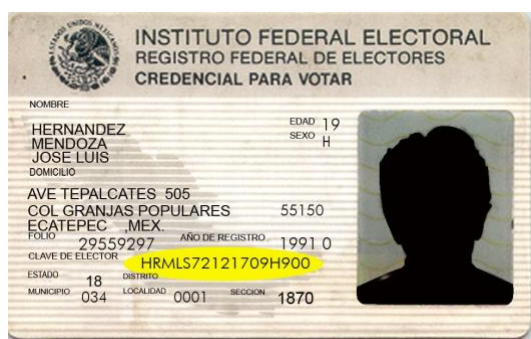 INSTITUTO FEDERAL ELECTORAL
REGISTRO FEDERAL DE ELECTORES
CREDENCIAL PARA VOTAR
NOMBRE
HERNANDEZ
MENDOZA
JOSE LUIS
EDAD 19
SEXO H
DOMICILIO
AVE TEPALCATES 505
COL GRANJAS POPULARES 55150
ECATEPEC ,MEX.
FOLIO 29559297 AÑO DE REGISTRO 1991 0
CLAVE DE ELECTOR HRMLS72121709H900
ESTADO 18 DISTRITO
MUNICIPIO 034 LOCALIDAD 0001 SECCION 1870